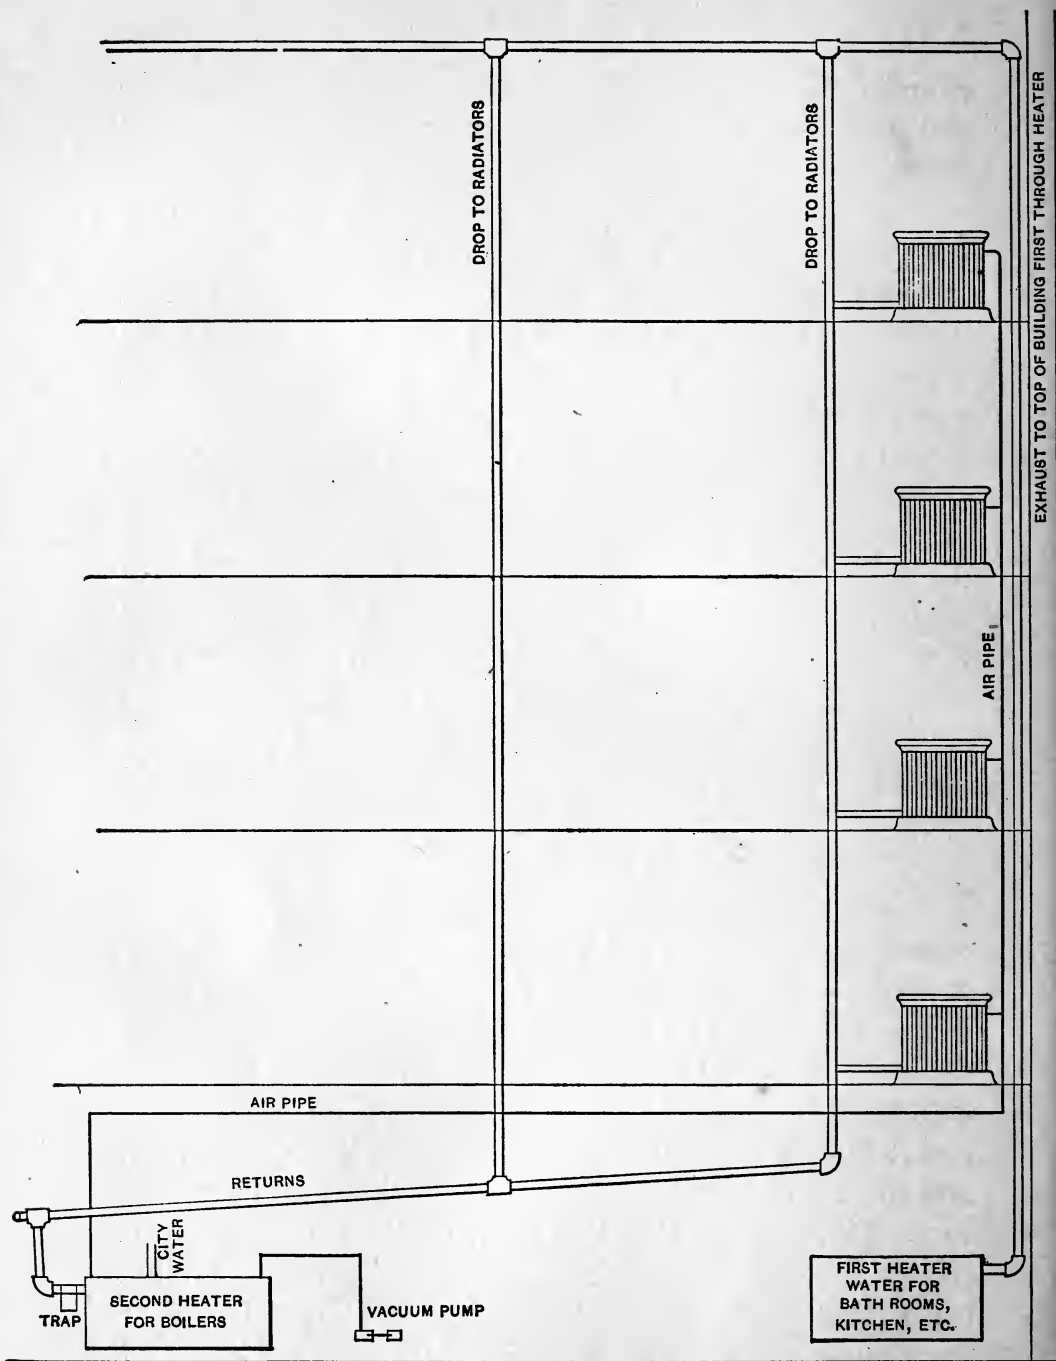 DROP TO RADIATORS
DROP TO RADIATORS
EXHAUST TO TOP OF BUILDING FIRST THROUGH HEATER
AIR PIPE
AIR PIPE
RETURNS
CITY
WATER
TRAP
SECOND HEATER
FOR BOILERS
VACUUM PUMP
FIRST HEATER
WATER FOR
BATH ROOMS,
KITCHEN, ETC.